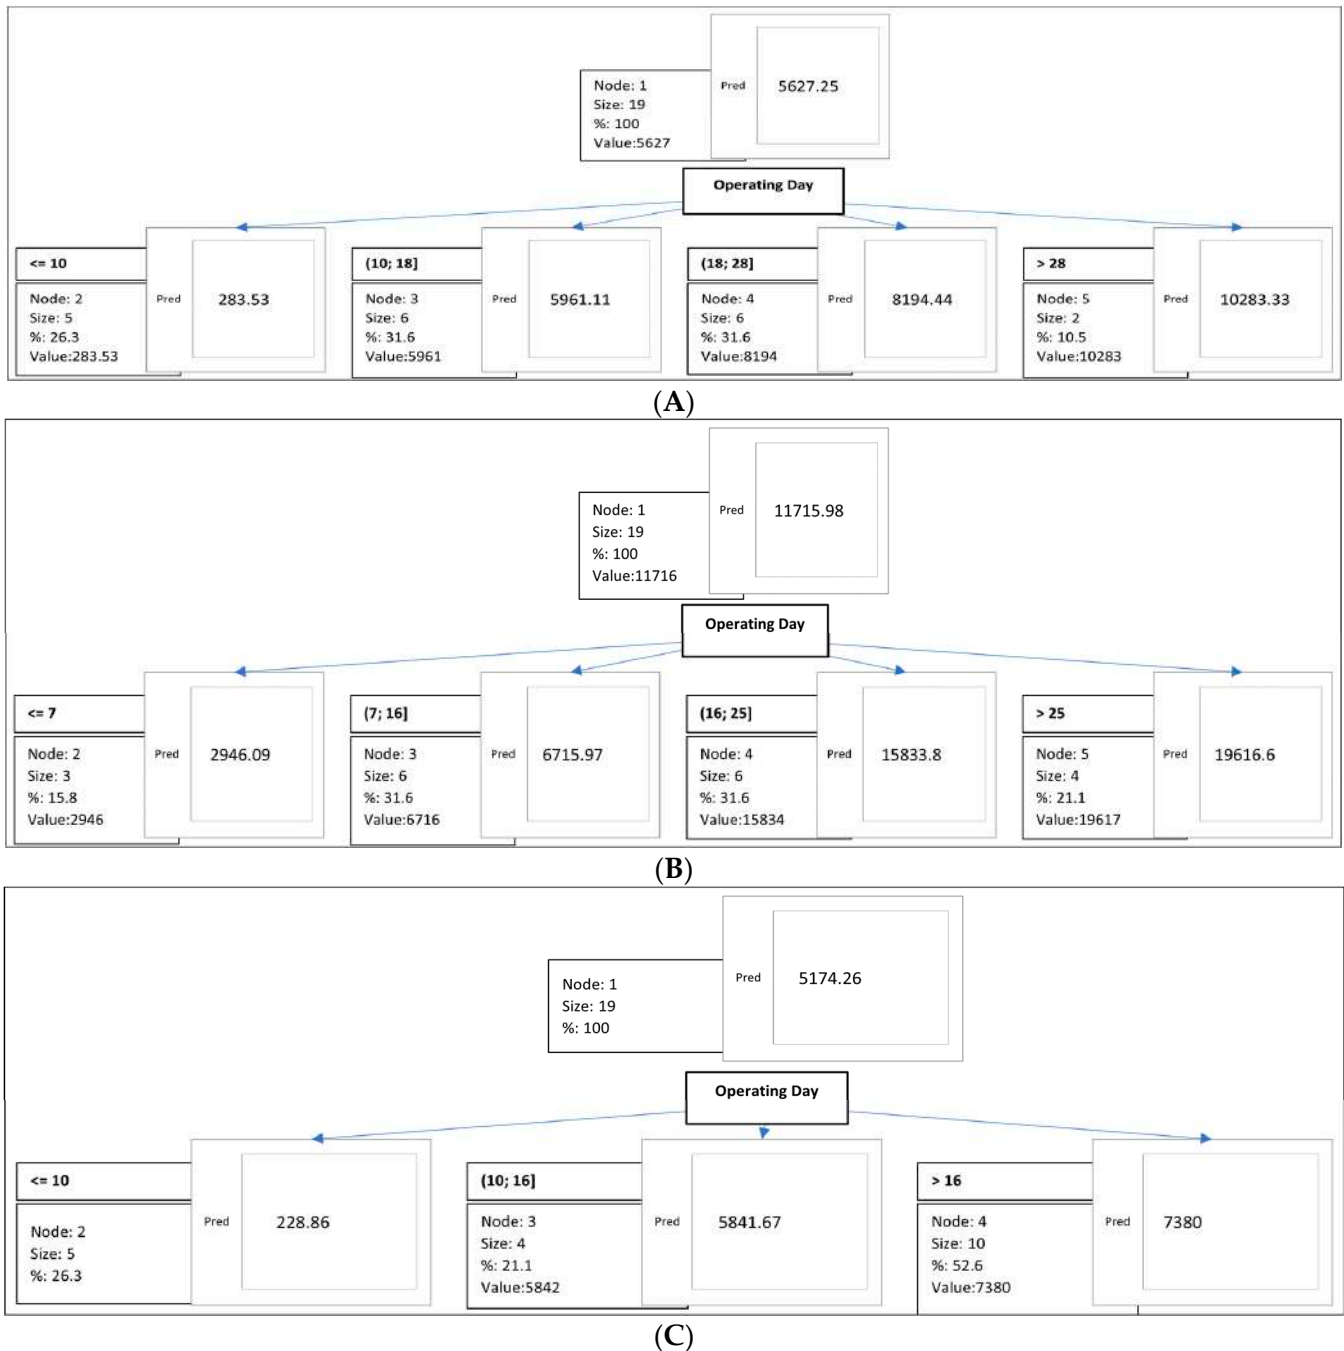 Node: 1
Size: 19
%: 100
Value:5627
Pred
5627.25
Operating Day
<= 10
Node: 2
Size: 5
%: 26.3
Value:283.53
Pred
283.53
(10; 18]
Node: 3
Size: 6
%: 31.6
Value:5961
Pred
5961.11
(18; 28]
Node: 4
Size: 6
%: 31.6
Value:8194
Pred
8194.44
> 28
Node: 5
Size: 2
%: 10.5
Value:10283
Pred
10283.33
(A)
Node: 1
Size: 19
%: 100
Value:11716
Pred
11715.98
Operating Day
<= 7
Node: 2
Size: 3
%: 15.8
Value:2946
Pred
2946.09
(7; 16]
Node: 3
Size: 6
%: 31.6
Value:6716
Pred
6715.97
(16; 25]
Node: 4
Size: 6
%: 31.6
Value:15834
Pred
15833.8
> 25
Node: 5
Size: 4
%: 21.1
Value:19617
Pred
19616.6
(B)
Node: 1
Size: 19
%: 100
Pred
5174.26
Operating Day
<= 10
Node: 2
Size: 5
%: 26.3
Pred
228.86
(10; 16]
Node: 3
Size: 4
%: 21.1
Value:5842
Pred
5841.67
> 16
Node: 4
Size: 10
%: 52.6
Value:7380
Pred
7380
(C)